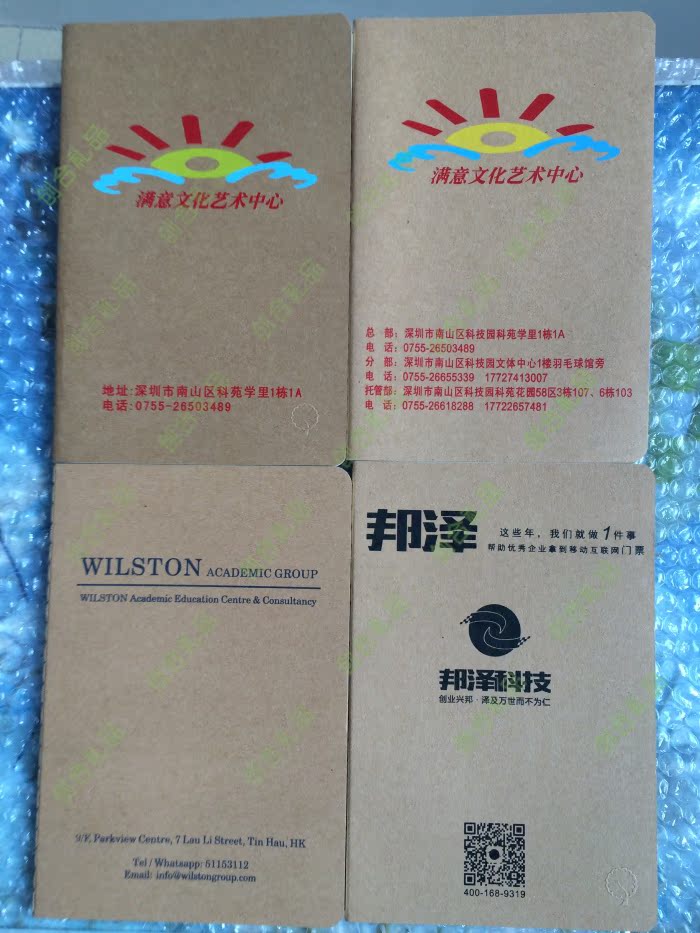 满意文化艺术中心
地址:深圳市南山区科苑学里1栋1A
电话:0755-26503489
满意文化艺术中心
总 部: 深圳市南山区科技园科苑学里1栋1A
电 话: 0755-26503489
分 部: 深圳市南山区科技园文体中心1楼羽毛球馆旁
电 话: 0755-26655339 17727413007
托管部: 深圳市南山区科技园科苑花園58区3栋107、6栋103
电 话: 0755-26618288 17722657481
WILSTON ACADEMIC GROUP
WILSTON Academic Education Centre & Consultancy
9/F, Parkview Centre, 7 Lau Li Street, Tin Hau, HK
Tel / Whatsapp: 51153112
Email: info@wilstongroup.com
邦泽
这些年, 我们就做1件事
帮助优秀企业拿到移动互联网门票
邦泽科技
创业兴邦·泽及万世而不为仁
400-168-9319
创合礼品